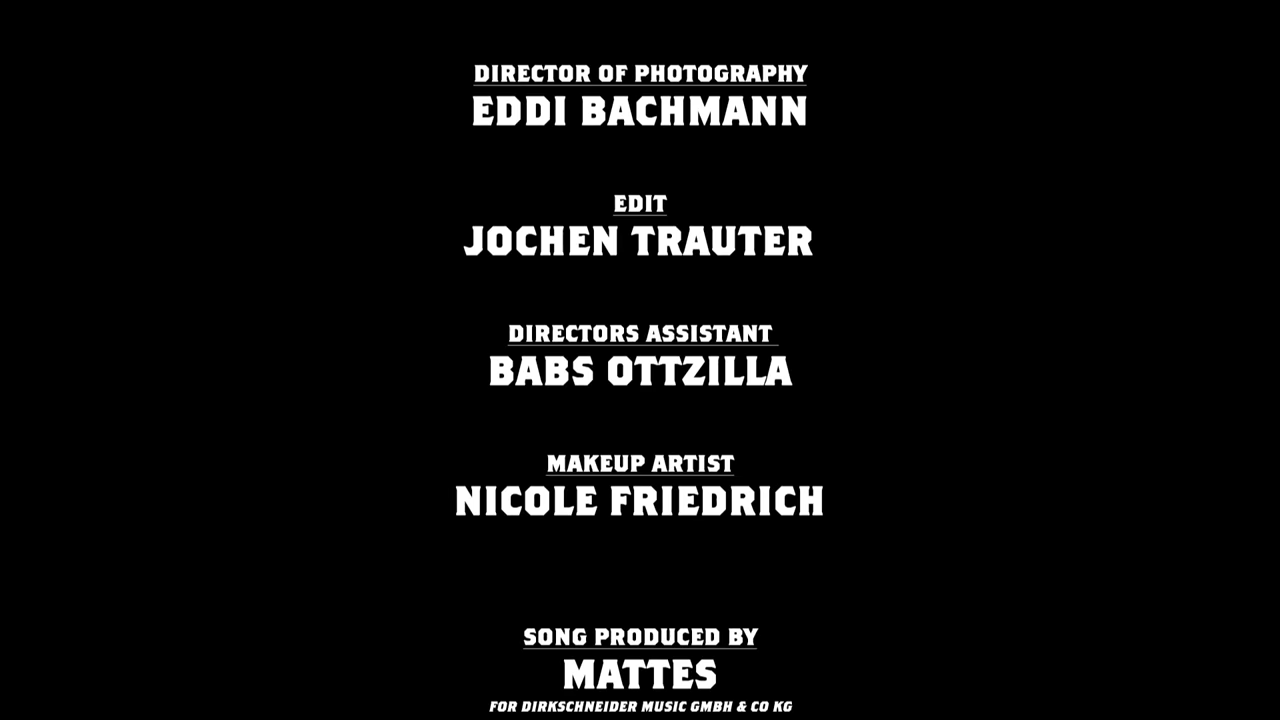 DIRECTOR OF PHOTOGRAPHY
EDDI BACHMANN
EDIT
JOCHEN TRAUTER
DIRECTORS ASSISTANT
BABS OTTZILLA
MAKEUP ARTIST
NICOLE FRIEDRICH
SONG PRODUCED BY
MATTES
FOR DIRKSCHNEIDER MUSIC GMBH & CO KG